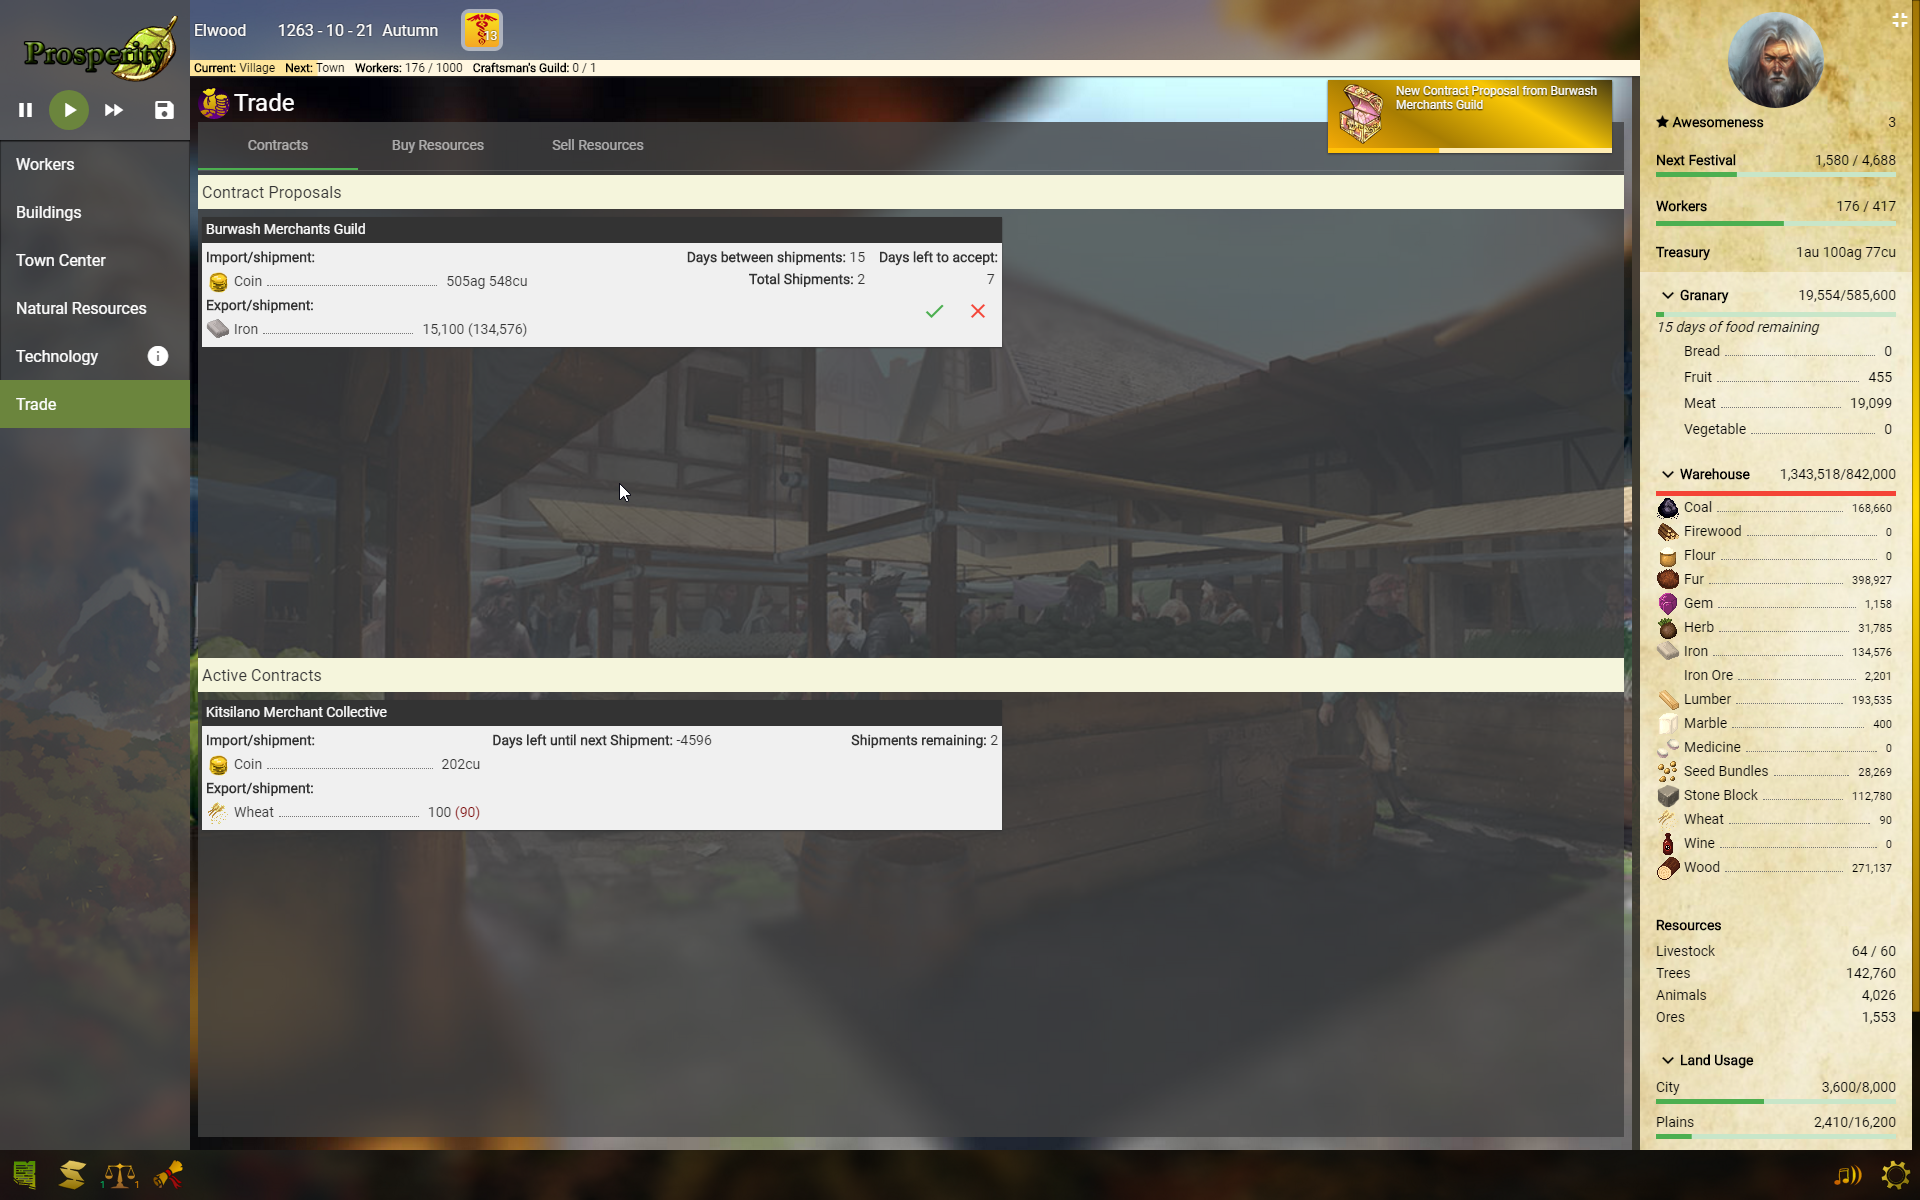 Prosperity
Elwood 1263 - 10 - 21 Autumn 13
Current: Village Next: Town Workers: 176 / 1000 Craftsman's Guild: 0 / 1
Workers
Buildings
Town Center
Natural Resources
Technology
Trade
Trade
New Contract Proposal from Burwash
Merchants Guild
Contracts Buy Resources Sell Resources
Contract Proposals
Burwash Merchants Guild
Import/shipment: Days between shipments: 15 Days left to accept:
Coin 505ag 548cu Total Shipments: 2 7
Export/shipment:
Iron 15,100 (134,576)
Active Contracts
Kitsilano Merchant Collective
Import/shipment: Days left until next Shipment: -4596 Shipments remaining: 2
Coin 202cu
Export/shipment:
Wheat 100 (90)
Awesomeness 3
Next Festival 1,580 / 4,688
Workers 176 / 417
Treasury 1au 100ag 77cu
Granary 19,554/585,600
15 days of food remaining
Bread 0
Fruit 455
Meat 19,099
Vegetable 0
Warehouse 1,343,518/842,000
Coal 168,660
Firewood 0
Flour 0
Fur 398,927
Gem 1,158
Herb 31,785
Iron 134,576
Iron Ore 2,201
Lumber 193,535
Marble 400
Medicine 0
Seed Bundles 28,269
Stone Block 112,780
Wheat 90
Wine 0
Wood 271,137
Resources
Livestock 64 / 60
Trees 142,760
Animals 4,026
Ores 1,553
Land Usage
City 3,600/8,000
Plains 2,410/16,200
1 1